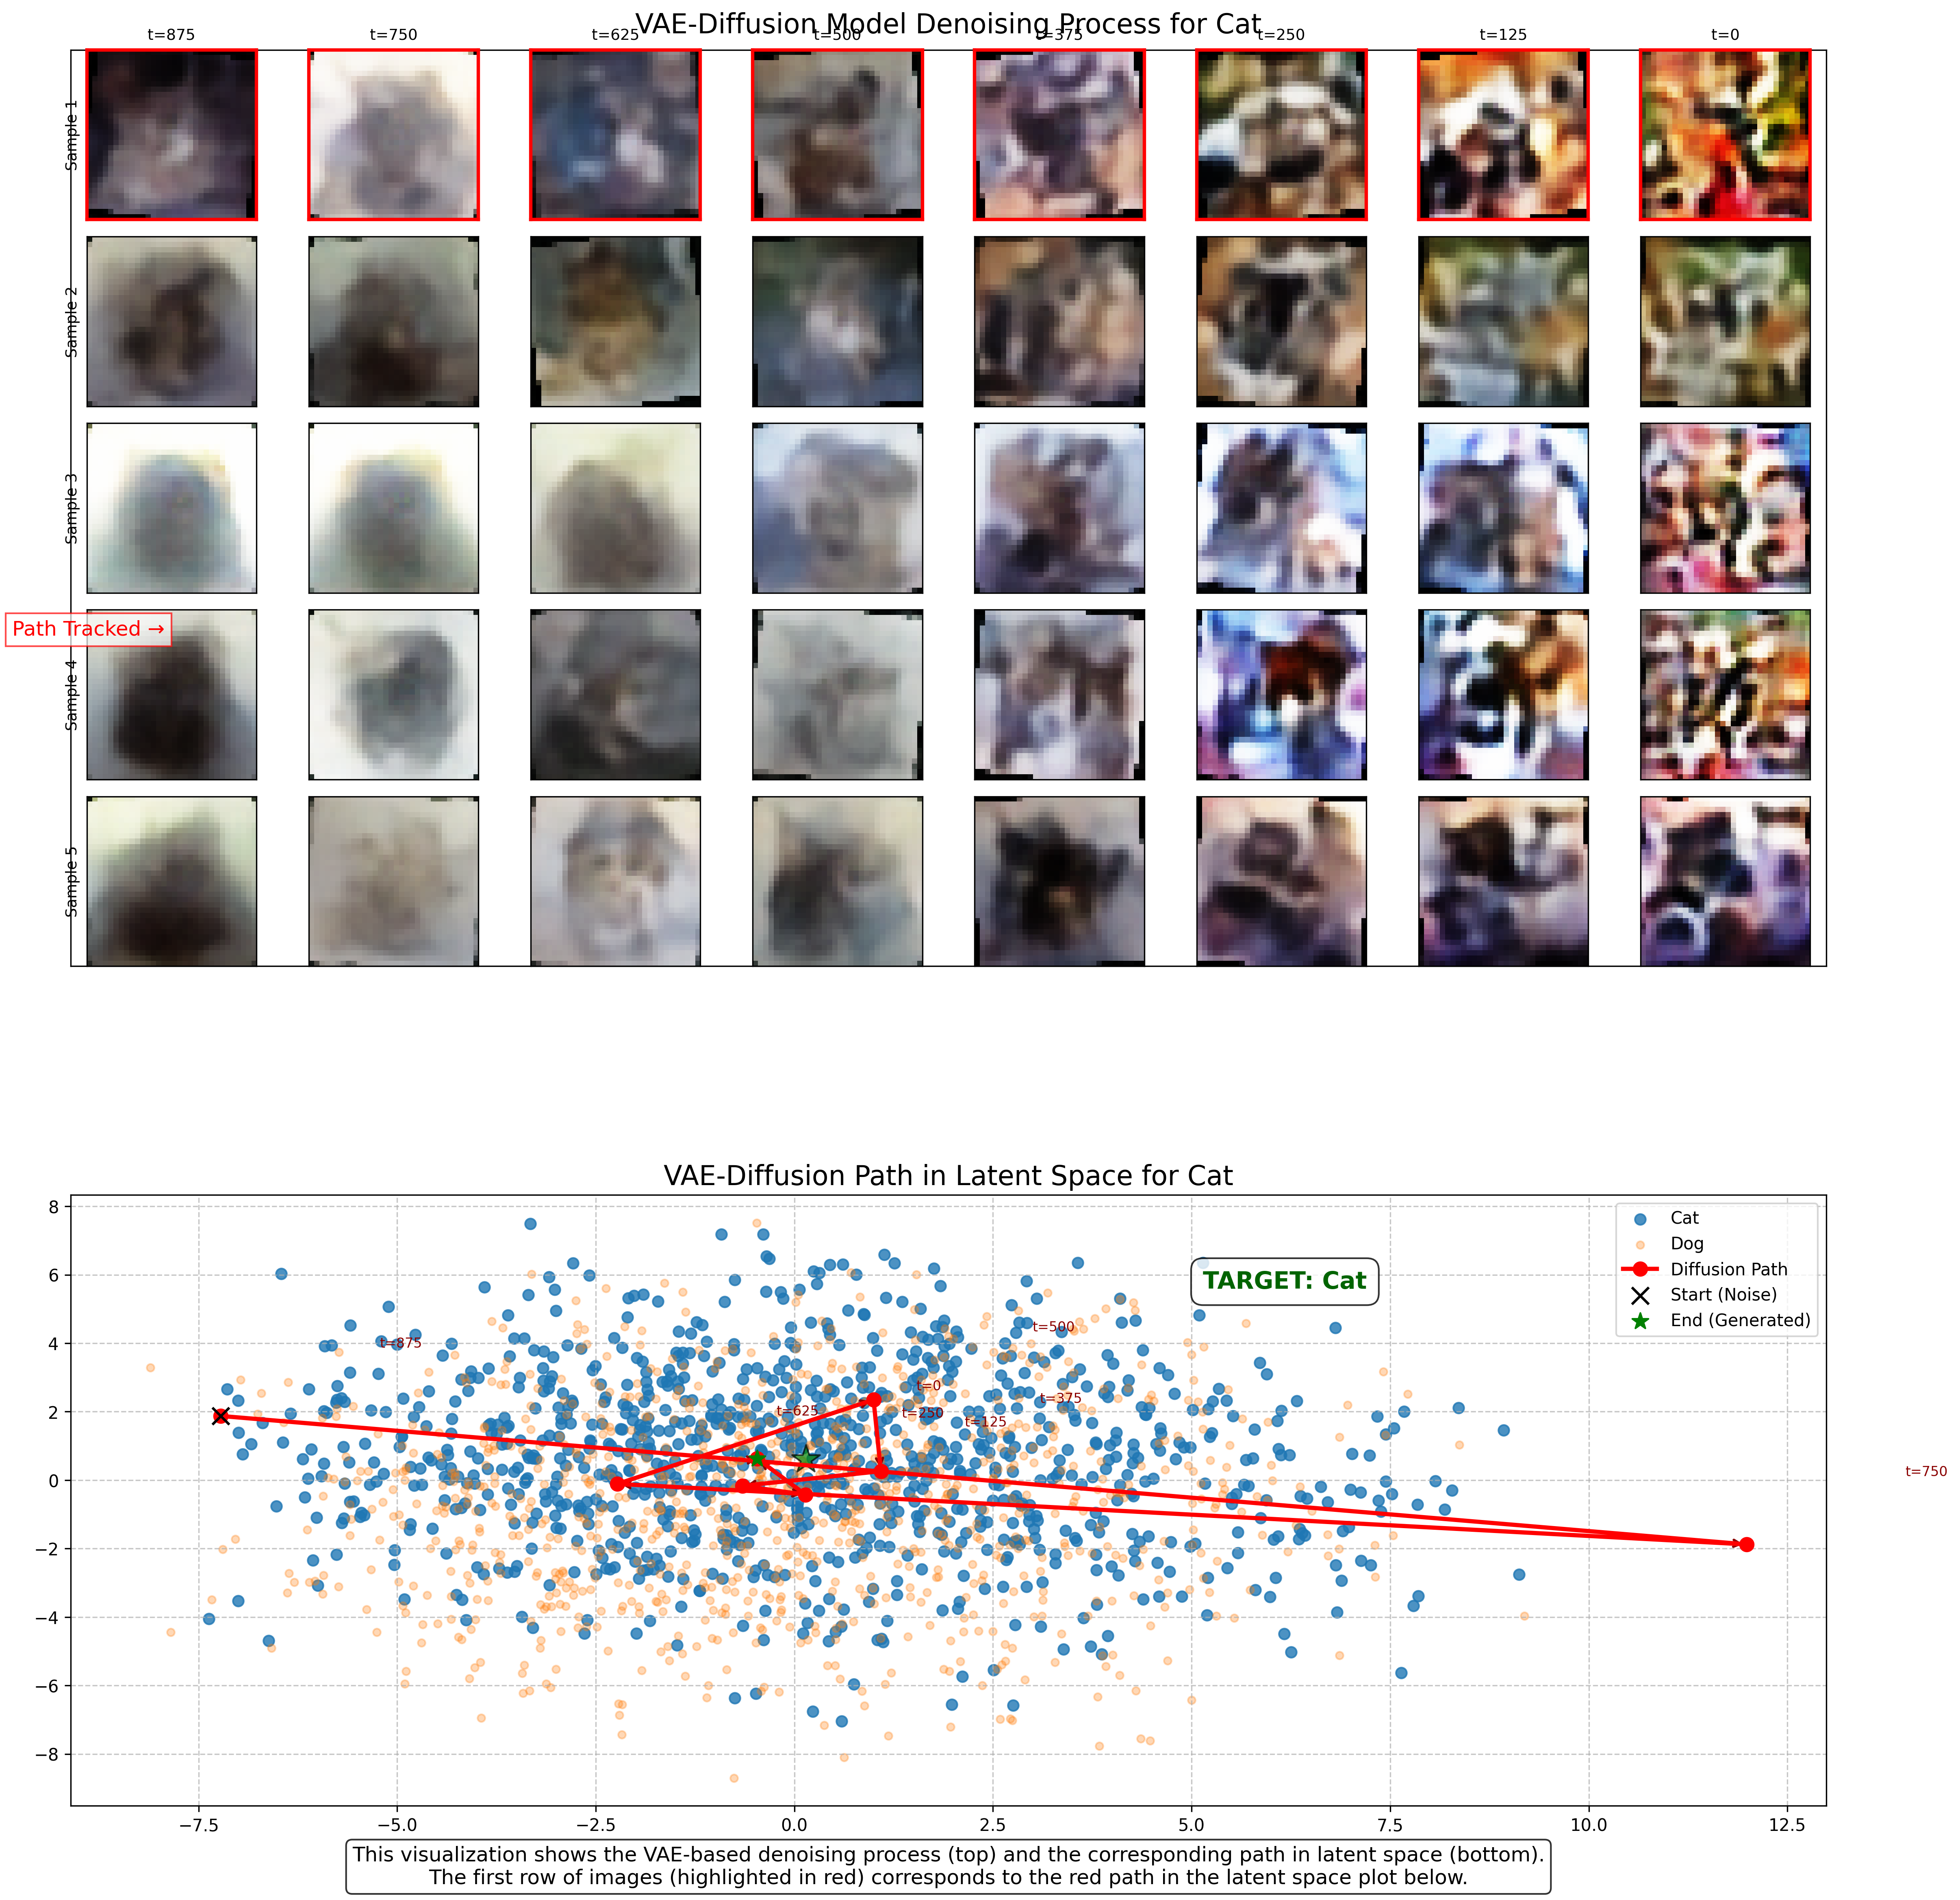 VAE-Diffusion Model Denoising Process for Cat
t=875 t=750 t=625 t=500 t=375 t=250 t=125 t=0
Sample 1
Sample 2
Sample 3
Path Tracked →
Sample 4
Sample 5
VAE-Diffusion Path in Latent Space for Cat
8
6
4
2
0
−2
−4
−6
−8
TARGET: Cat
Cat
Dog
Diffusion Path
Start (Noise)
End (Generated)
t=875
t=500
t=0
t=375
t=625
t=250
t=125
t=750
−7.5 −5.0 −2.5 0.0 2.5 5.0 7.5 10.0 12.5
This visualization shows the VAE-based denoising process (top) and the corresponding path in latent space (bottom).
The first row of images (highlighted in red) corresponds to the red path in the latent space plot below.